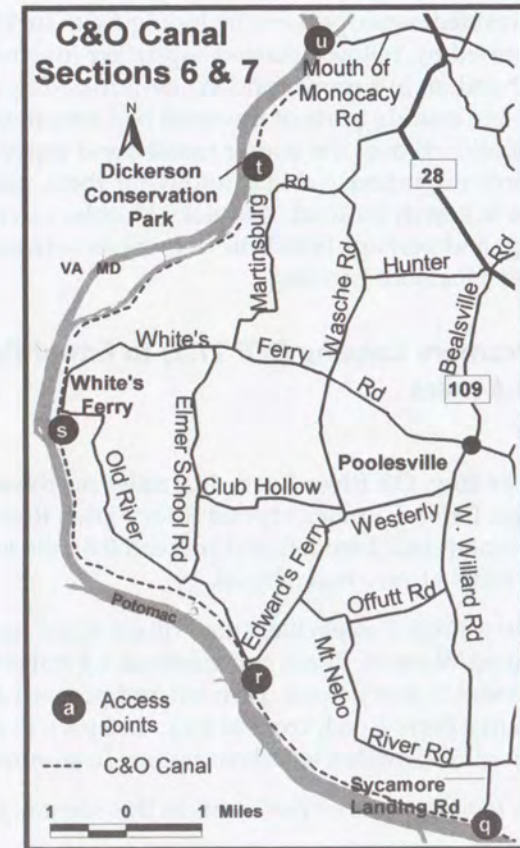 C&O Canal
Sections 6 & 7
u
Mouth of
Monocacy
Rd
N
Dickerson
Conservation
Park
t
28
Martinsburg Rd
Wasche Rd
Hunter
Bealsville Rd
VA MD
White's Ferry Rd
109
White's
Ferry
s
Old River
Elmer School Rd
Club Hollow
Poolesville
Westerly
Edward's Ferry
W. Willard Rd
Offutt Rd
Mt Nebo
Potomac
r
River Rd
Sycamore
Landing Rd
q
a Access
points
C&O Canal
0 Miles 4